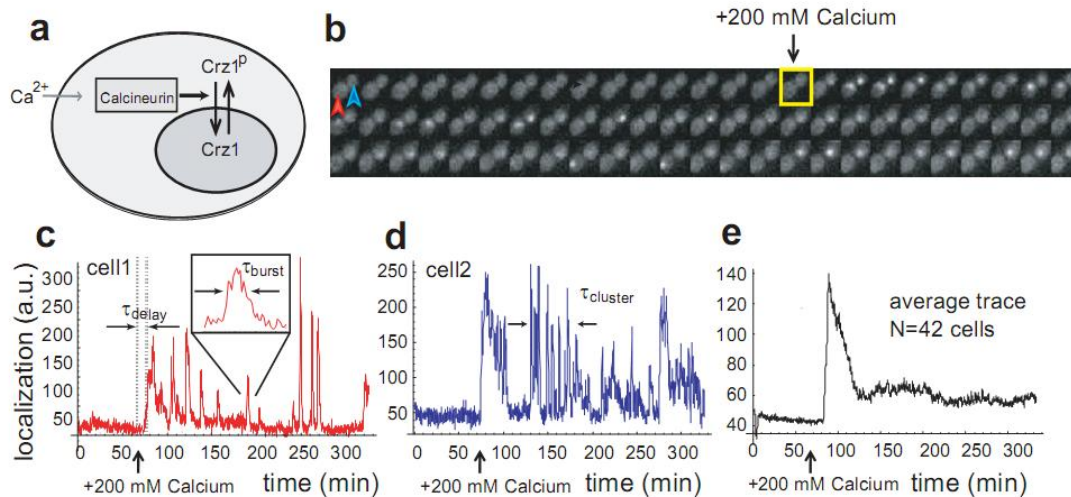 a
Ca2+
Calcineurin
Crz1P
Crz1
b
+200 mM Calcium
c
localization (a.u.)
cell1
τdelay
τburst
300
250
200
150
100
50
0 50 100 150 200 250 300
+200 mM Calcium
time (min)
d
cell2
τcluster
250
200
150
100
50
0 50 100 150 200 250 300
+200 mM Calcium
time (min)
e
average trace
N=42 cells
140
120
100
80
60
40
0 50 100 150 200 250 300
+200 mM Calcium
time (min)